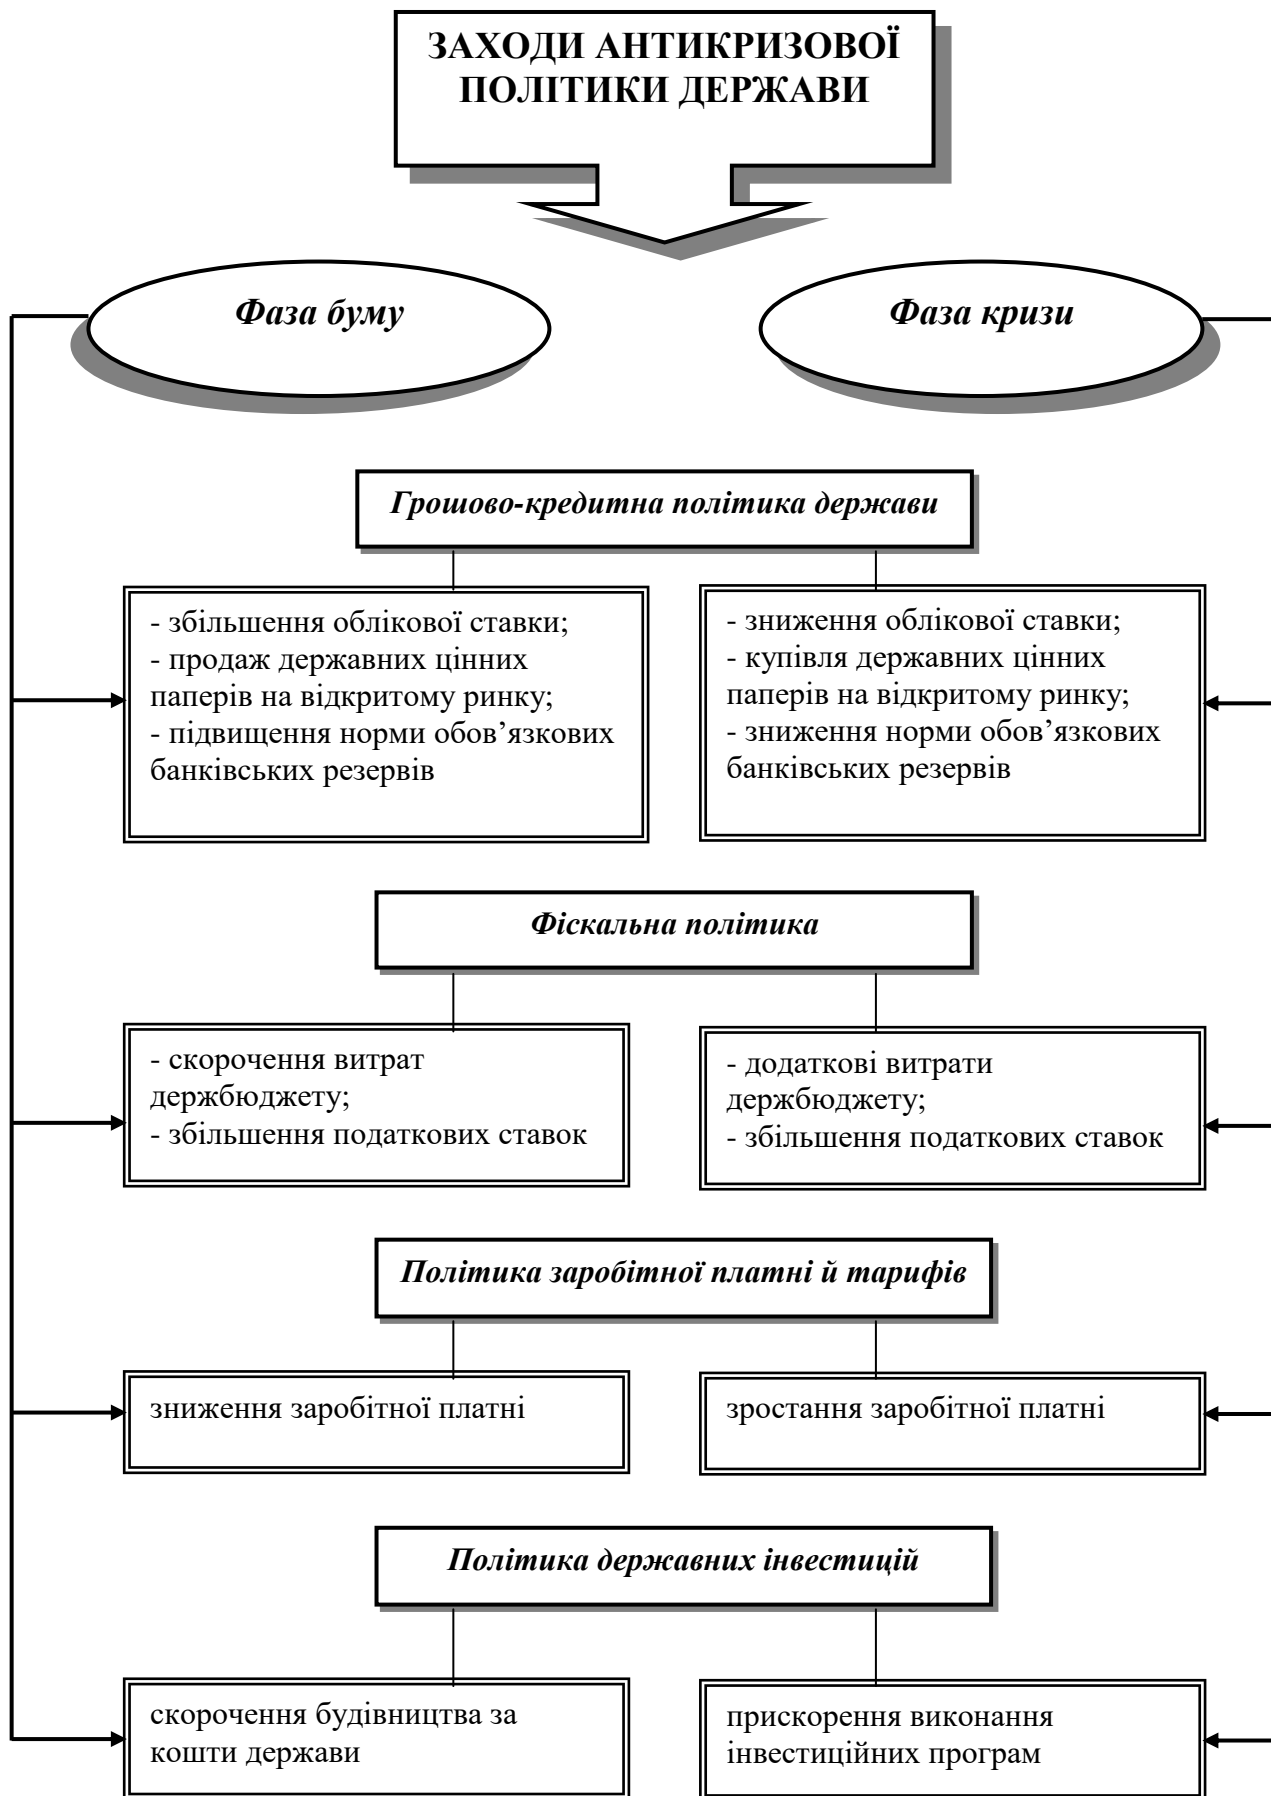 ЗАХОДИ АНТИКРИЗОВОЇ
ПОЛІТИКИ ДЕРЖАВИ
Фаза буму
Фаза кризи
Грошово-кредитна політика держави
- збільшення облікової ставки;
- продаж державних цінних
паперів на відкритому ринку;
- підвищення норми обов’язкових
банківських резервів
- зниження облікової ставки;
- купівля державних цінних
паперів на відкритому ринку;
- зниження норми обов’язкових
банківських резервів
Фіскальна політика
- скорочення витрат
держбюджету;
- збільшення податкових ставок
- додаткові витрати
держбюджету;
- збільшення податкових ставок
Політика заробітної платні й тарифів
зниження заробітної платні
зростання заробітної платні
Політика державних інвестицій
скорочення будівництва за
кошти держави
прискорення виконання
інвестиційних програм